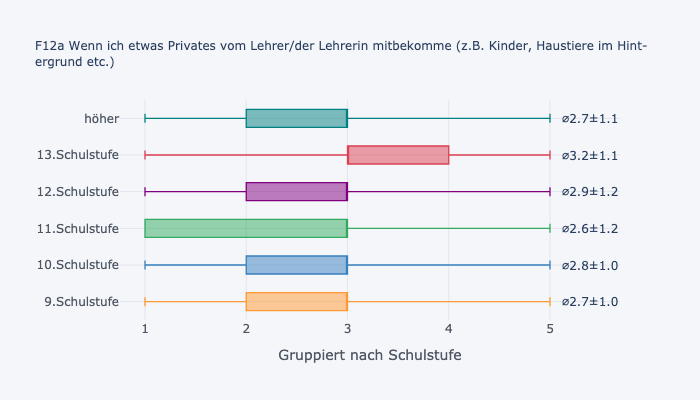 F12a Wenn ich etwas Privates vom Lehrer/der Lehrerin mitbekomme (z.B. Kinder, Haustiere im Hint-
ergrund etc.)
höher ⌀2.7±1.1
13.Schulstufe ⌀3.2±1.1
12.Schulstufe ⌀2.9±1.2
11.Schulstufe ⌀2.6±1.2
10.Schulstufe ⌀2.8±1.0
9.Schulstufe ⌀2.7±1.0
1 2 3 4 5
Gruppiert nach Schulstufe